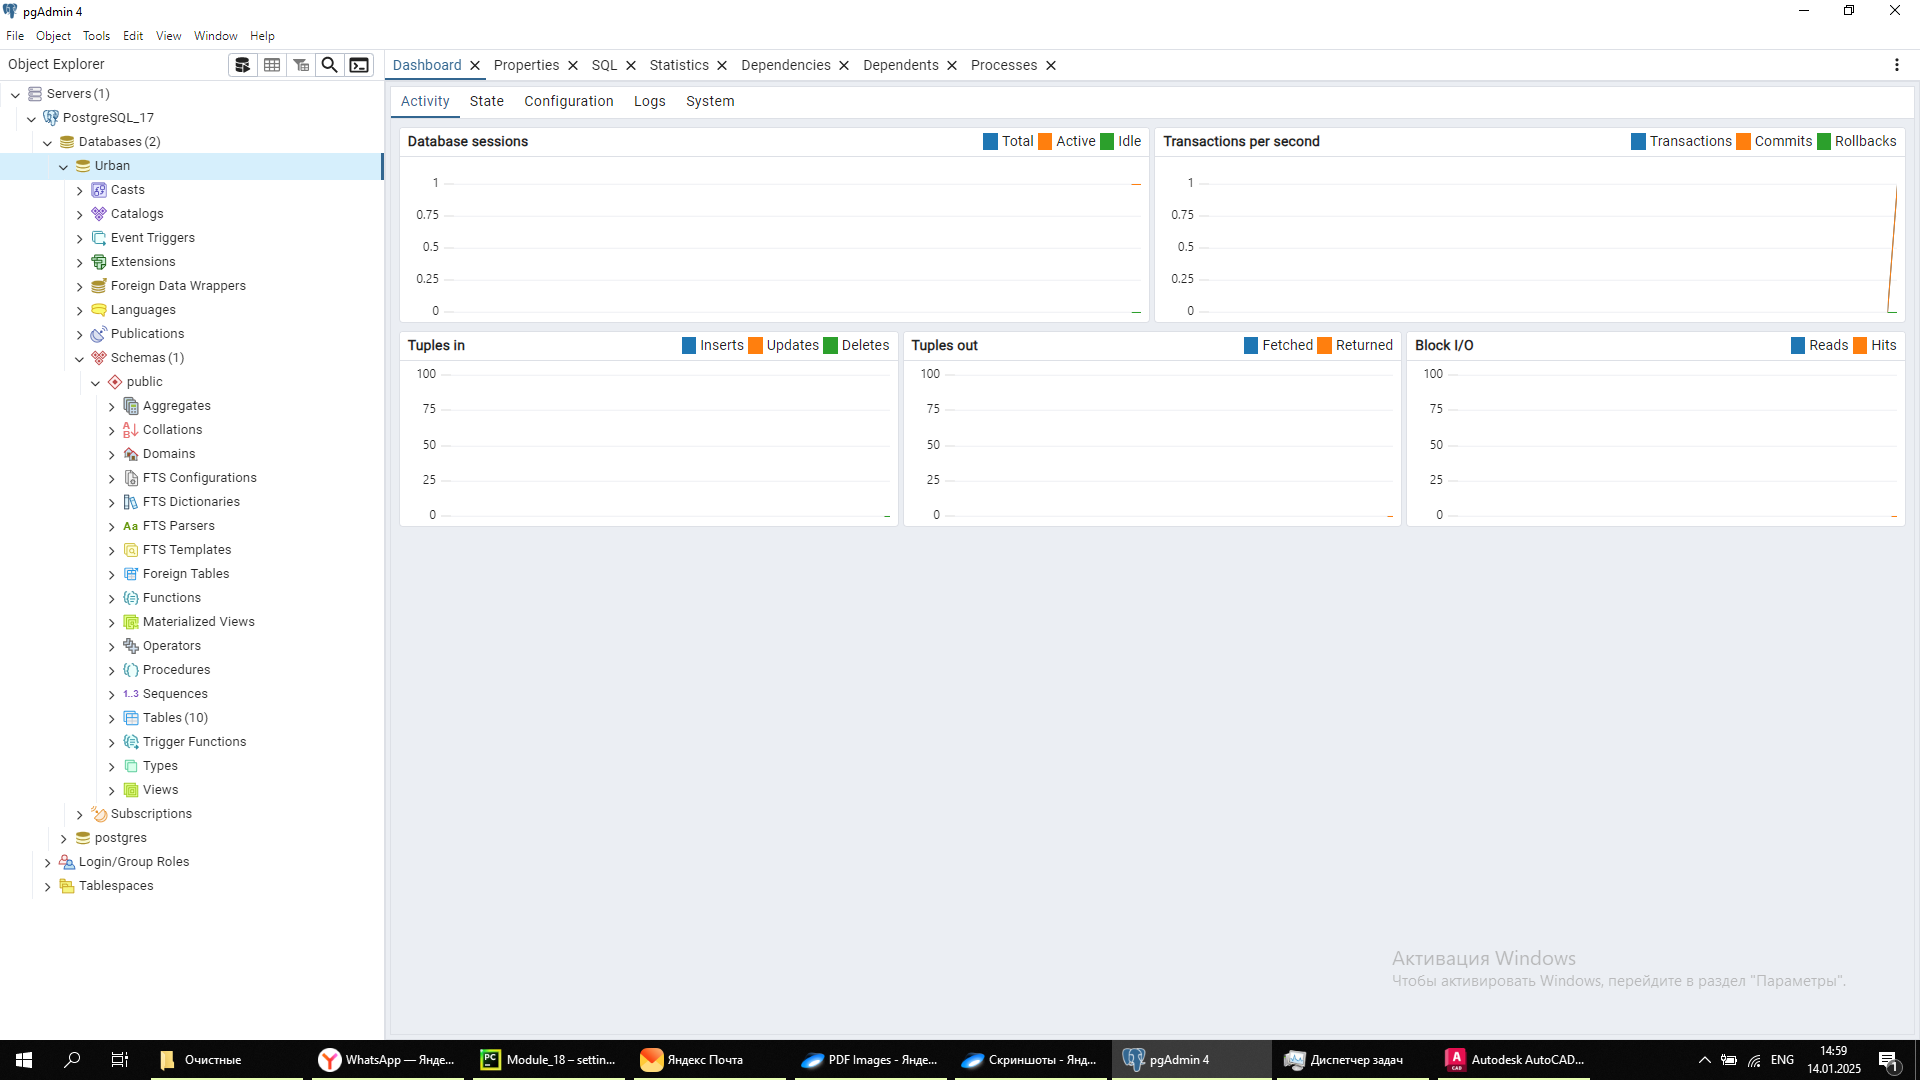 pgAdmin 4
File Object Tools Edit View Window Help
Object Explorer
Dashboard Properties SQL Statistics Dependencies Dependents Processes
Activity State Configuration Logs System
Servers (1)
PostgreSQL_17
Databases (2)
Urban
Casts
Catalogs
Event Triggers
Extensions
Foreign Data Wrappers
Languages
Publications
Schemas (1)
public
Aggregates
Collations
Domains
FTS Configurations
FTS Dictionaries
Aa FTS Parsers
FTS Templates
Foreign Tables
Functions
Materialized Views
Operators
Procedures
1..3 Sequences
Tables (10)
Trigger Functions
Types
Views
Subscriptions
postgres
Login/Group Roles
Tablespaces
Database sessions Total Active Idle
1
0.75
0.5
0.25
0
Transactions per second Transactions Commits Rollbacks
1
0.75
0.5
0.25
0
Tuples in Inserts Updates Deletes
100
75
50
25
0
Tuples out Fetched Returned
100
75
50
25
0
Block I/O Reads Hits
100
75
50
25
0
Активация Windows
Чтобы активировать Windows, перейдите в раздел "Параметры".
Очистные
WhatsApp — Янде...
PC Module_18 – settin...
Яндекс Почта
PDF Images - Янде...
Скриншоты - Янд...
pgAdmin 4
Диспетчер задач
A CAD Autodesk AutoCAD...
ENG
14:59
14.01.2025
1